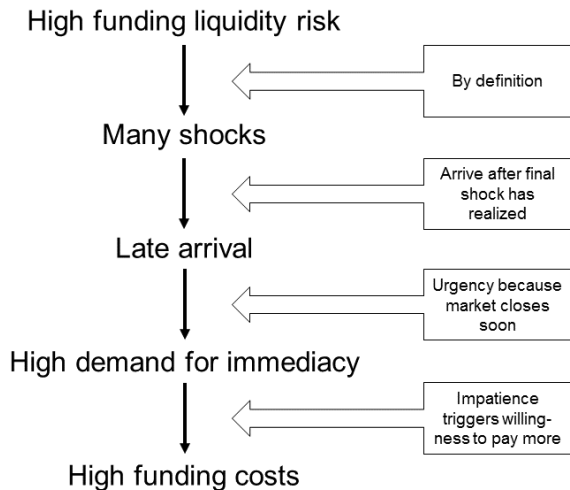 High funding liquidity risk
By definition
Many shocks
Arrive after final
shock has
realized
Late arrival
Urgency because
market closes
soon
High demand for immediacy
Impatience
triggers willing-
ness to pay more
High funding costs